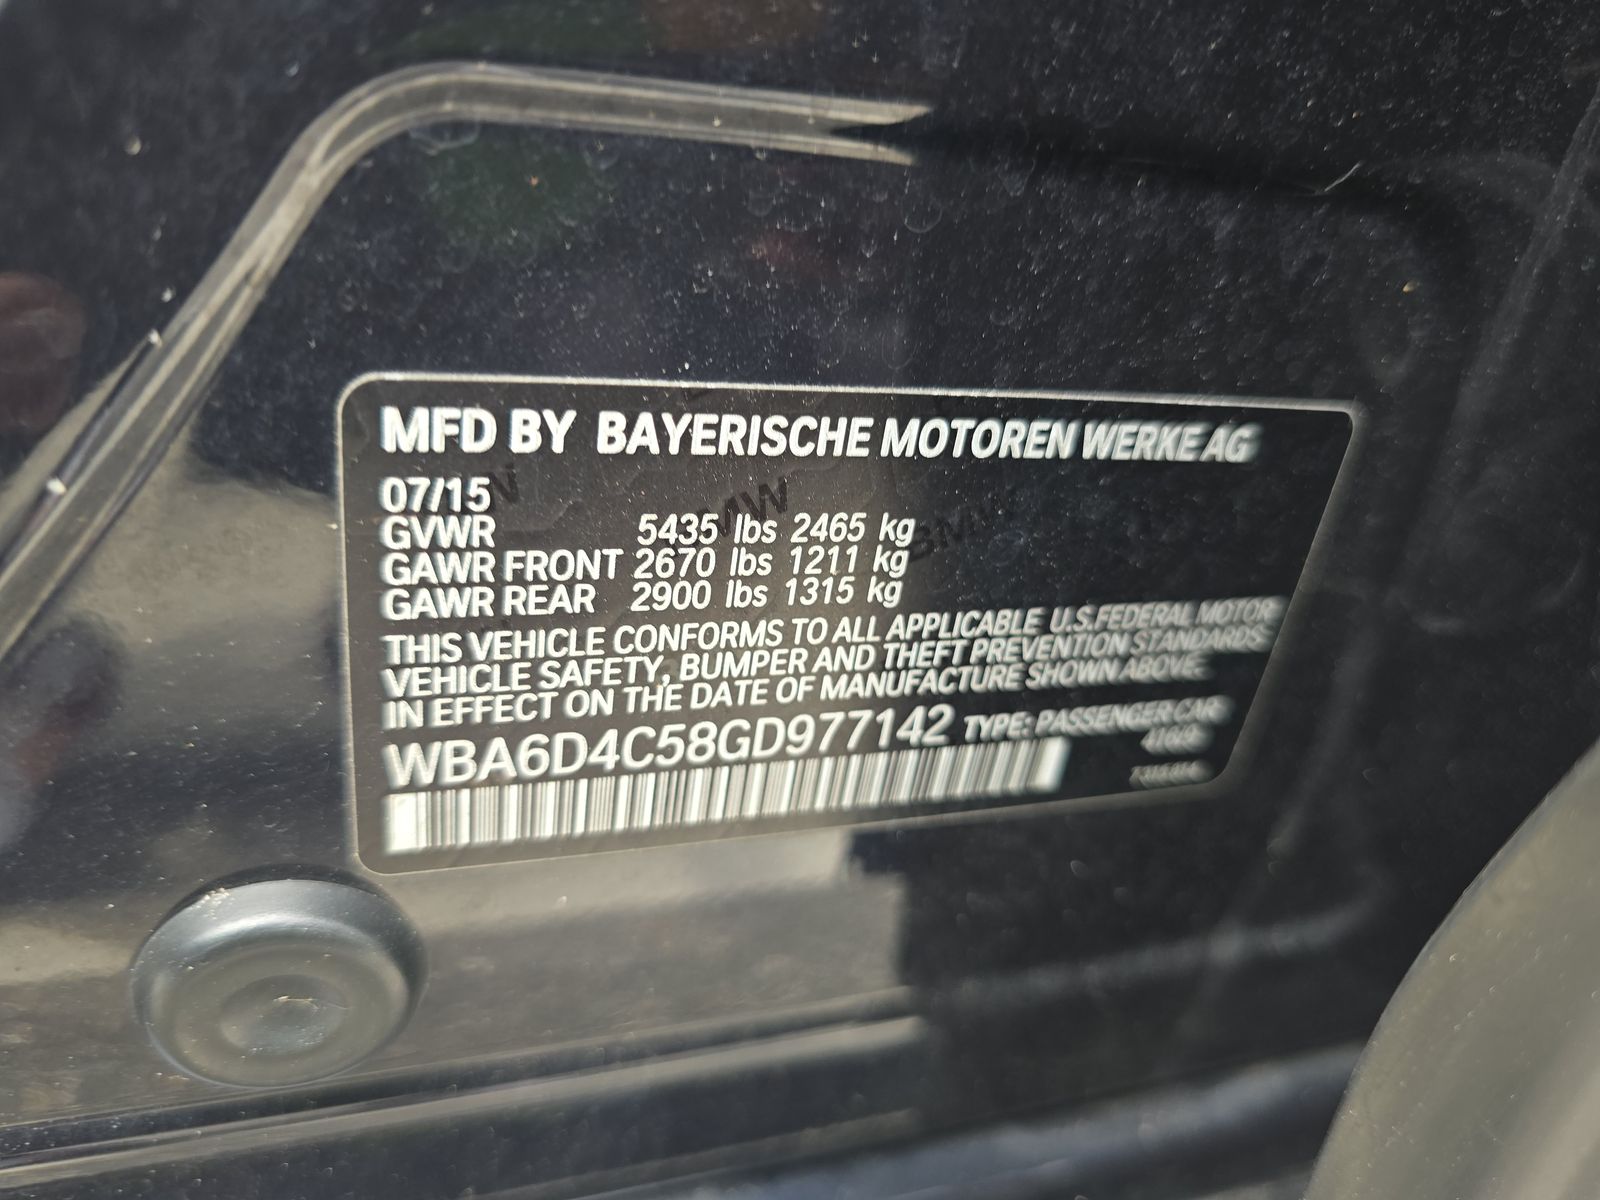 MFD BY BAYERISCHE MOTOREN WERKE AG
07/15
GVWR 5435 lbs 2465 kg
GAWR FRONT 2670 lbs 1211 kg
GAWR REAR 2900 lbs 1315 kg
THIS VEHICLE CONFORMS TO ALL APPLICABLE U.S.FEDERAL MOTOR
VEHICLE SAFETY, BUMPER AND THEFT PREVENTION STANDARDS
IN EFFECT ON THE DATE OF MANUFACTURE SHOWN ABOVE.
WBA6D4C58GD977142 TYPE: PASSENGER CAR